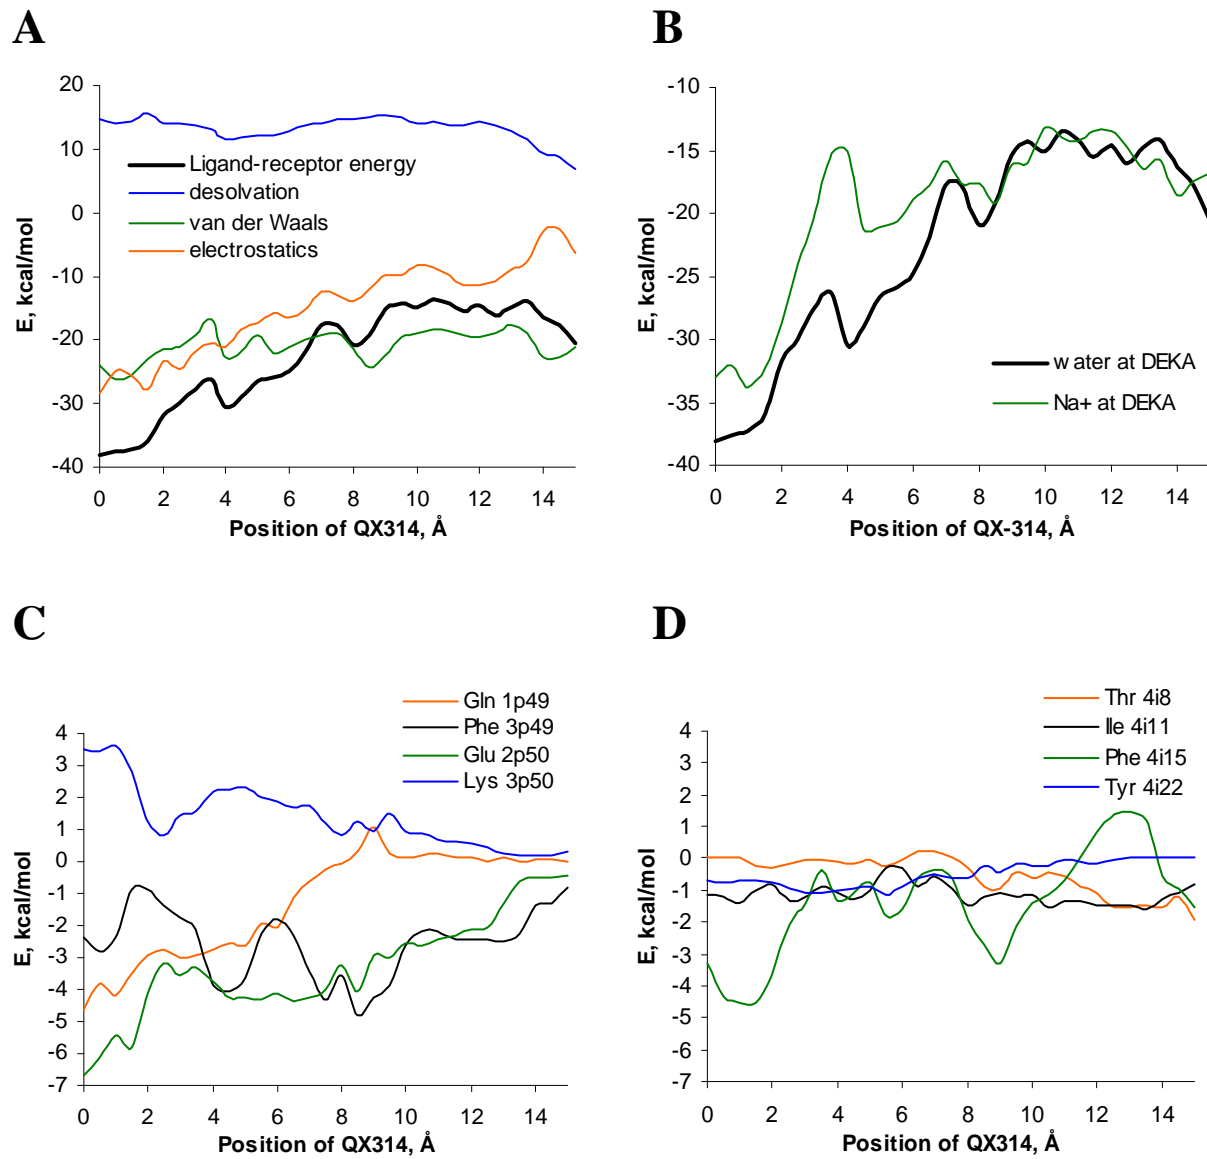 A
20
10
0
-10
-20
-30
-40
E, kcal/mol
Ligand-receptor energy
desolvation
van der Waals
electrostatics
0 2 4 6 8 10 12 14
Position of QX314, Å
B
-10
-15
-20
-25
-30
-35
-40
E, kcal/mol
water at DEKA
Na+ at DEKA
0 2 4 6 8 10 12 14
Position of QX-314, Å
C
Gln 1p49
Phe 3p49
Glu 2p50
Lys 3p50
4
3
2
1
0
-1
-2
-3
-4
-5
-6
-7
E, kcal/mol
0 2 4 6 8 10 12 14
Position of QX314, Å
D
Thr 4i8
Ile 4i11
Phe 4i15
Tyr 4i22
4
3
2
1
0
-1
-2
-3
-4
-5
-6
-7
E, kcal/mol
0 2 4 6 8 10 12 14
Position of QX314, Å